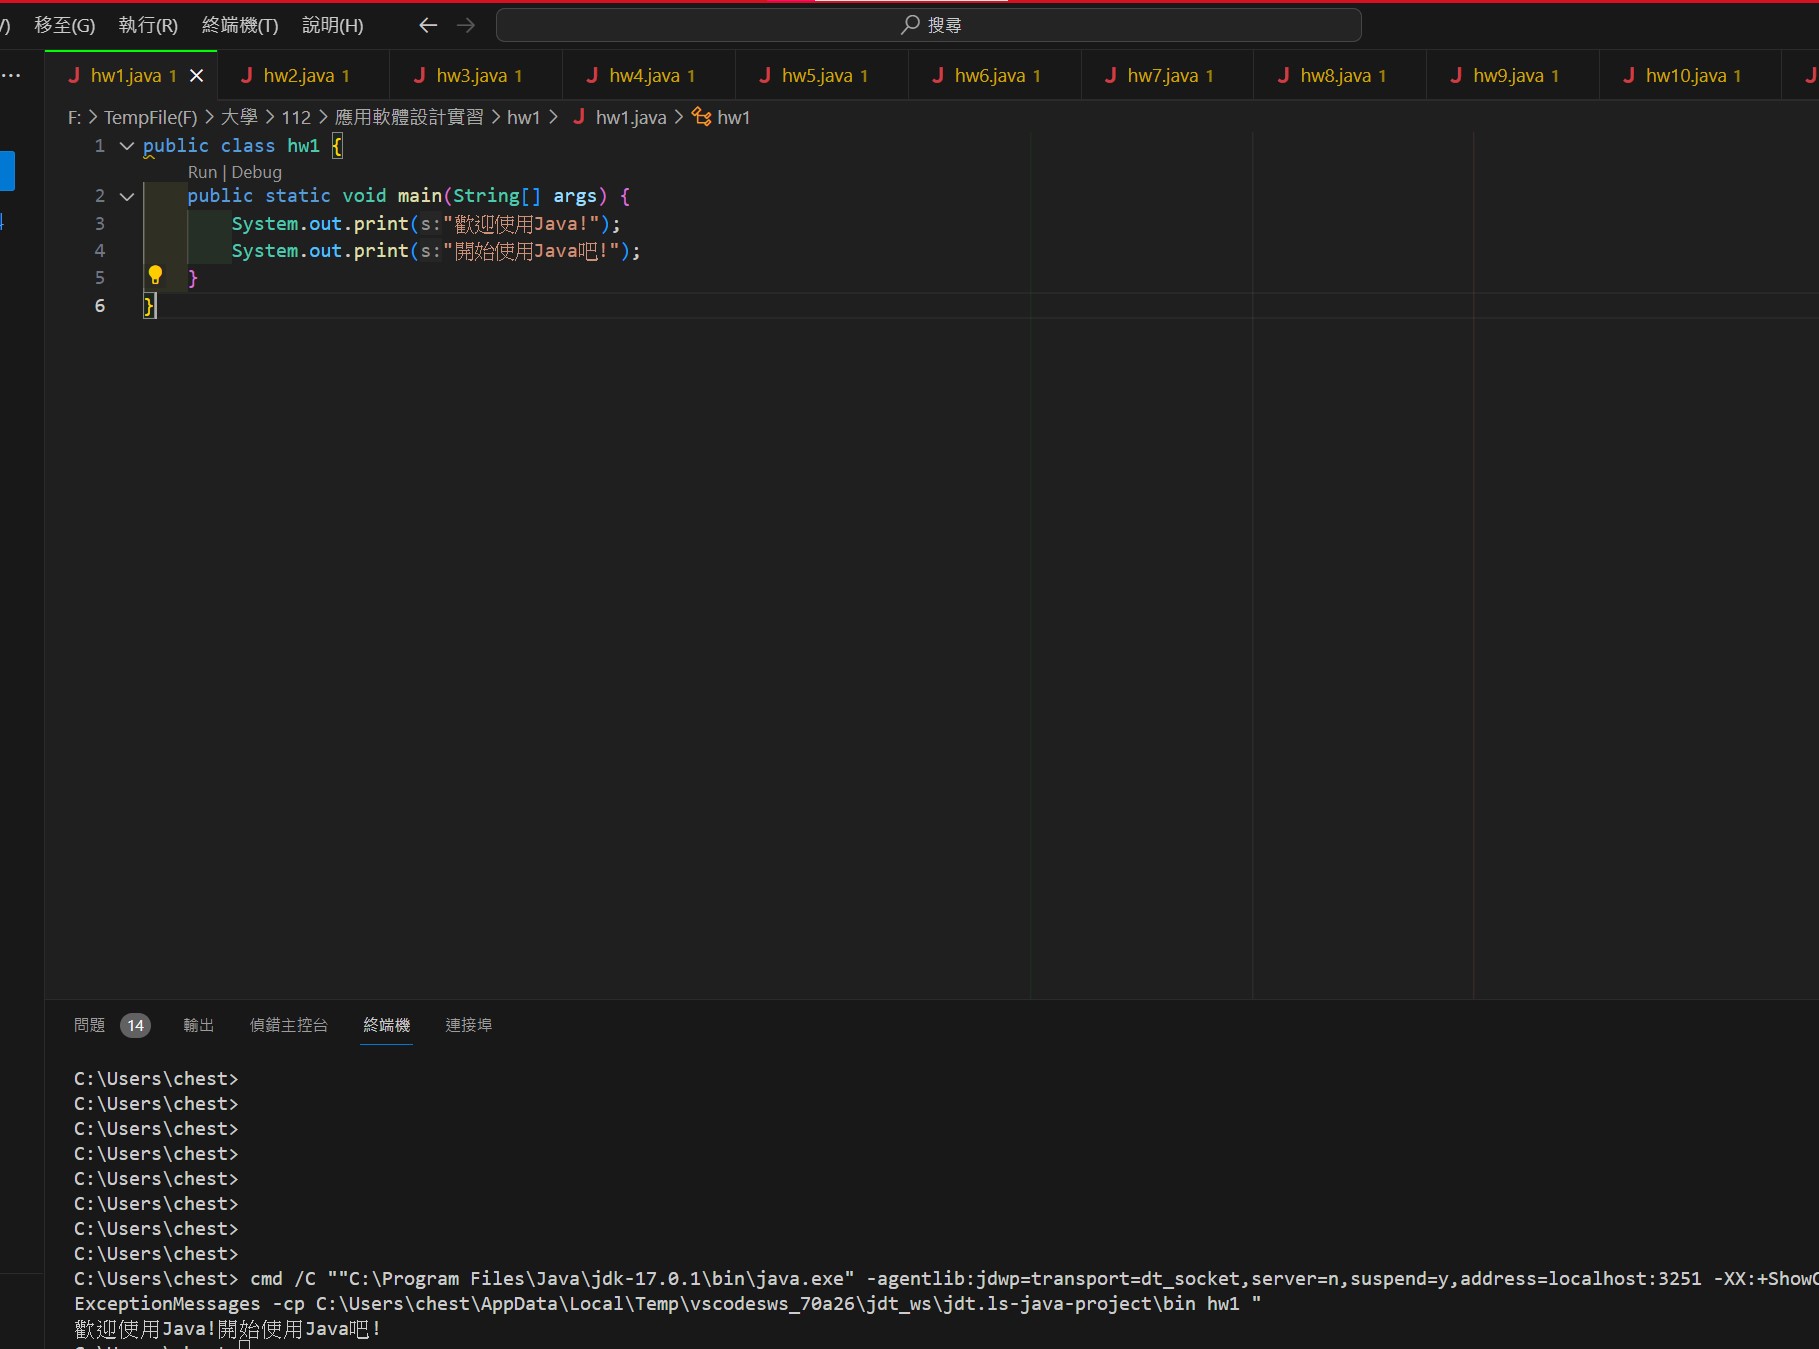 移至(G) 執行(R) 終端機(T) 說明(H) 搜尋
hw1.java 1 hw2.java 1 hw3.java 1 hw4.java 1 hw5.java 1 hw6.java 1 hw7.java 1 hw8.java 1 hw9.java 1 hw10.java 1
F: > TempFile(F) > 大學 > 112 > 應用軟體設計實習 > hw1 > hw1.java > hw1
1 public class hw1 {
Run | Debug
2 public static void main(String[] args) {
3 System.out.print(s:"歡迎使用Java!");
4 System.out.print(s:"開始使用Java吧!");
5 }
6 }
問題 14 輸出 偵錯主控台 終端機 連接埠
C:\Users\chest>
C:\Users\chest>
C:\Users\chest>
C:\Users\chest>
C:\Users\chest>
C:\Users\chest>
C:\Users\chest>
C:\Users\chest>
C:\Users\chest> cmd /C ""C:\Program Files\Java\jdk-17.0.1\bin\java.exe" -agentlib:jdwp=transport=dt_socket,server=n,suspend=y,address=localhost:3251 -XX:+ShowC
ExceptionMessages -cp C:\Users\chest\AppData\Local\Temp\vscodesws_70a26\jdt_ws\jdt.ls-java-project\bin hw1 "
歡迎使用Java!開始使用Java吧!